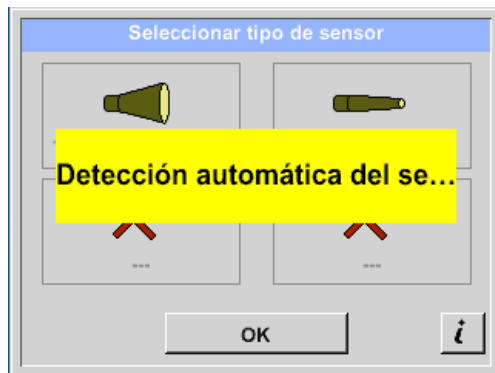 Seleccionar tipo de sensor
Detección automática del se...
---
---
OK
i